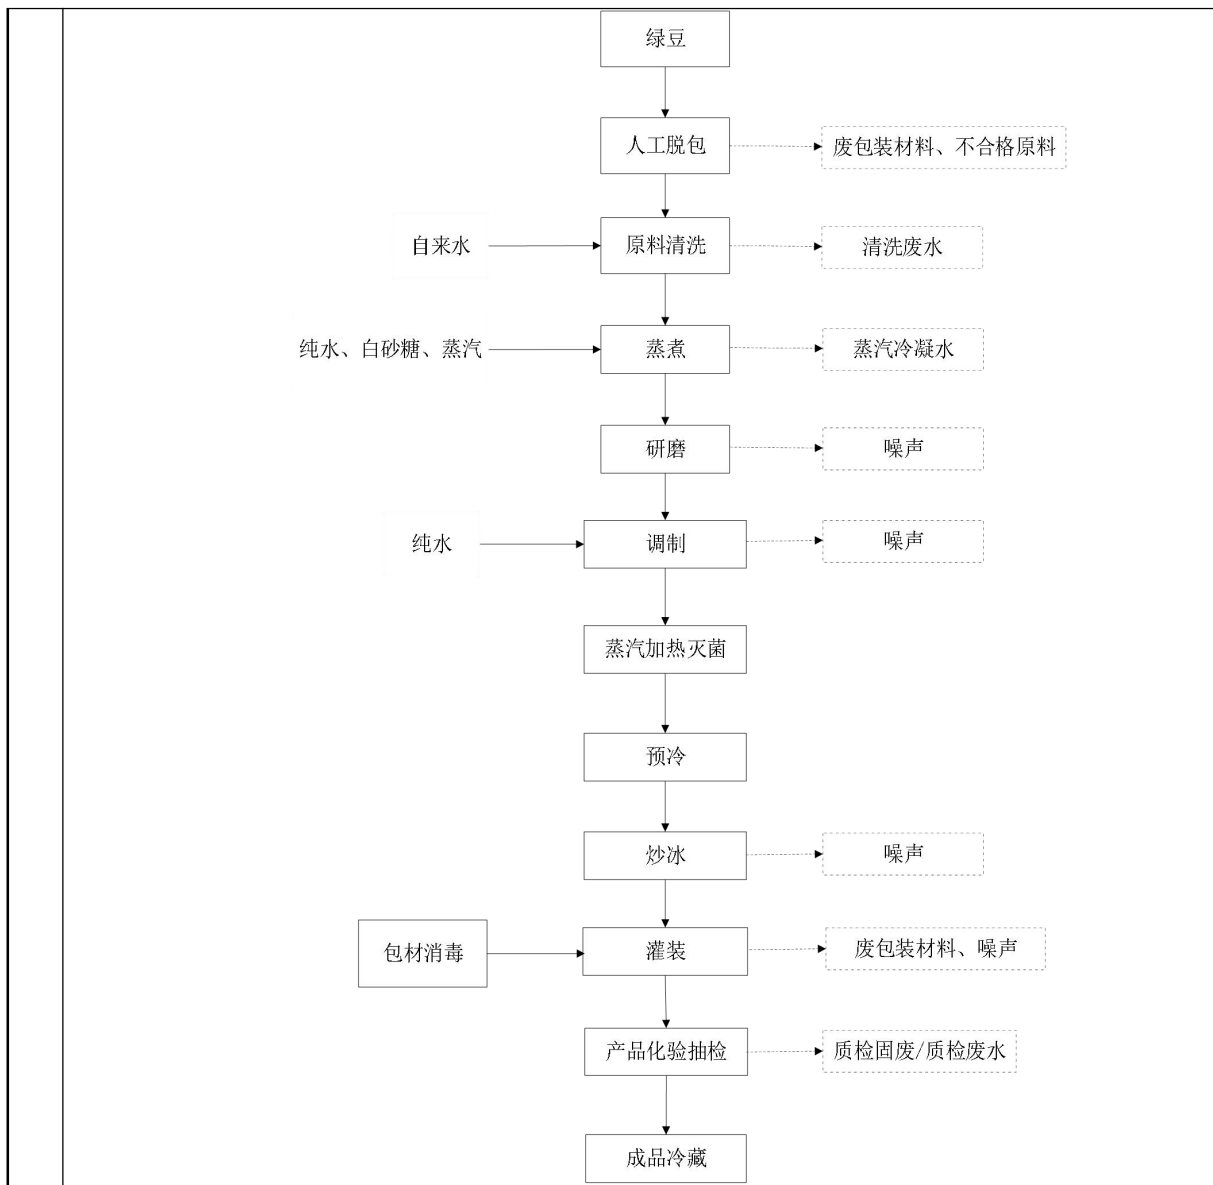 绿豆
人工脱包
废包装材料、不合格原料
自来水
原料清洗
清洗废水
纯水、白砂糖、蒸汽
蒸煮
蒸汽冷凝水
研磨
噪声
纯水
调制
噪声
蒸汽加热灭菌
预冷
炒冰
噪声
包材消毒
灌装
废包装材料、噪声
产品化验抽检
质检固废/质检废水
成品冷藏